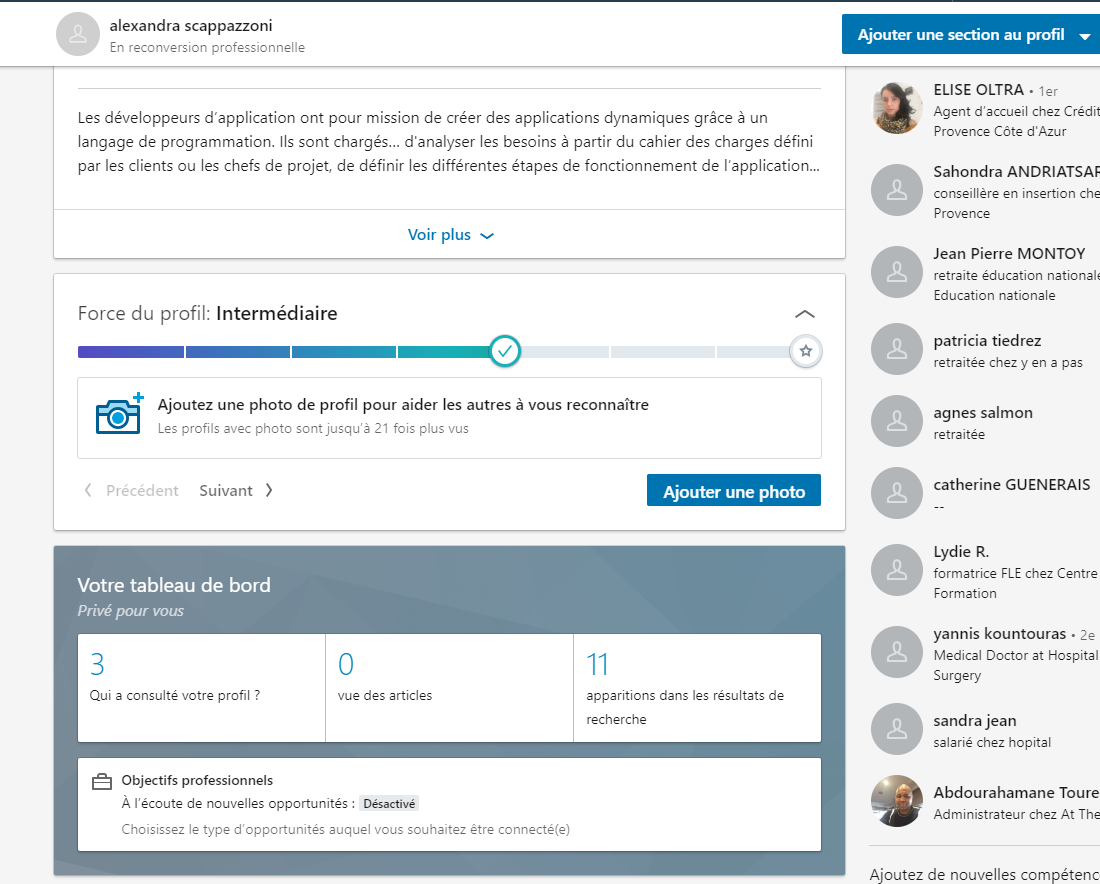 alexandra scappazzoni
En reconversion professionnelle
Ajouter une section au profil
Les développeurs d’application ont pour mission de créer des applications dynamiques grâce à un
langage de programmation. Ils sont chargés... d'analyser les besoins à partir du cahier des charges défini
par les clients ou les chefs de projet, de définir les différentes étapes de fonctionnement de l’application...
Voir plus
Force du profil: Intermédiaire
Ajoutez une photo de profil pour aider les autres à vous reconnaître
Les profils avec photo sont jusqu’à 21 fois plus vus
Précédent Suivant
Ajouter une photo
Votre tableau de bord
Privé pour vous
3
Qui a consulté votre profil ?
0
vue des articles
11
apparitions dans les résultats de
recherche
Objectifs professionnels
À l’écoute de nouvelles opportunités : Désactivé
Choisissez le type d’opportunités auquel vous souhaitez être connecté(e)
ELISE OLTRA • 1er
Agent d’accueil chez Crédit
Provence Côte d'Azur
Sahondra ANDRIATSAR
conseillère en insertion che
Provence
Jean Pierre MONTOY
retraite éducation nationale
Education nationale
patricia tiedrez
retraitée chez y en a pas
agnes salmon
retraitée
catherine GUENERAIS
--
Lydie R.
formatrice FLE chez Centre
Formation
yannis kountouras • 2e
Medical Doctor at Hospital
Surgery
sandra jean
salarié chez hopital
Abdourahamane Toure
Administrateur chez At The
Ajoutez de nouvelles compétenc